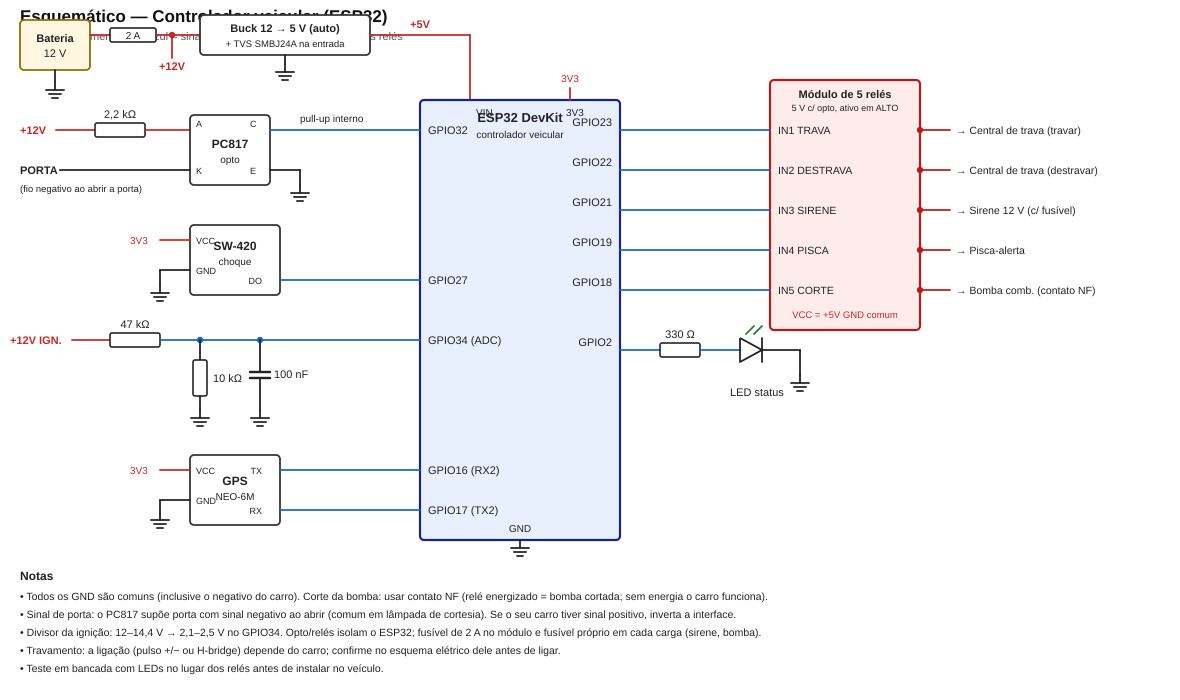 Esquemático — Controlador veicular (ESP32)
relés
Bateria
12 V
2 A
+12V
Buck 12 → 5 V (auto)
+ TVS SMBJ24A na entrada
+5V
3V3
VIN
3V3
ESP32 DevKit
controlador veicular
+12V
2,2 kΩ
A
C
PC817
opto
K
E
pull-up interno
PORTA
(fio negativo ao abrir a porta)
GPIO32
3V3
VCC
SW-420
choque
GND
DO
GPIO27
+12V IGN.
47 kΩ
10 kΩ
100 nF
GPIO34 (ADC)
3V3
VCC
TX
GPS
GND
NEO-6M
RX
GPIO16 (RX2)
GPIO17 (TX2)
GND
GPIO23
GPIO22
GPIO21
GPIO19
GPIO18
GPIO2
330 Ω
LED status
Módulo de 5 relés
5 V c/ opto, ativo em ALTO
IN1 TRAVA
IN2 DESTRAVA
IN3 SIRENE
IN4 PISCA
IN5 CORTE
VCC = +5V GND comum
→ Central de trava (travar)
→ Central de trava (destravar)
→ Sirene 12 V (c/ fusível)
→ Pisca-alerta
→ Bomba comb. (contato NF)
Notas
• Todos os GND são comuns (inclusive o negativo do carro). Corte da bomba: usar contato NF (relé energizado = bomba cortada; sem energia o carro funciona).
• Sinal de porta: o PC817 supõe porta com sinal negativo ao abrir (comum em lâmpada de cortesia). Se o seu carro tiver sinal positivo, inverta a interface.
• Divisor da ignição: 12–14,4 V → 2,1–2,5 V no GPIO34. Opto/relés isolam o ESP32; fusível de 2 A no módulo e fusível próprio em cada carga (sirene, bomba).
• Travamento: a ligação (pulso +/− ou H-bridge) depende do carro; confirme no esquema elétrico dele antes de ligar.
• Teste em bancada com LEDs no lugar dos relés antes de instalar no veículo.